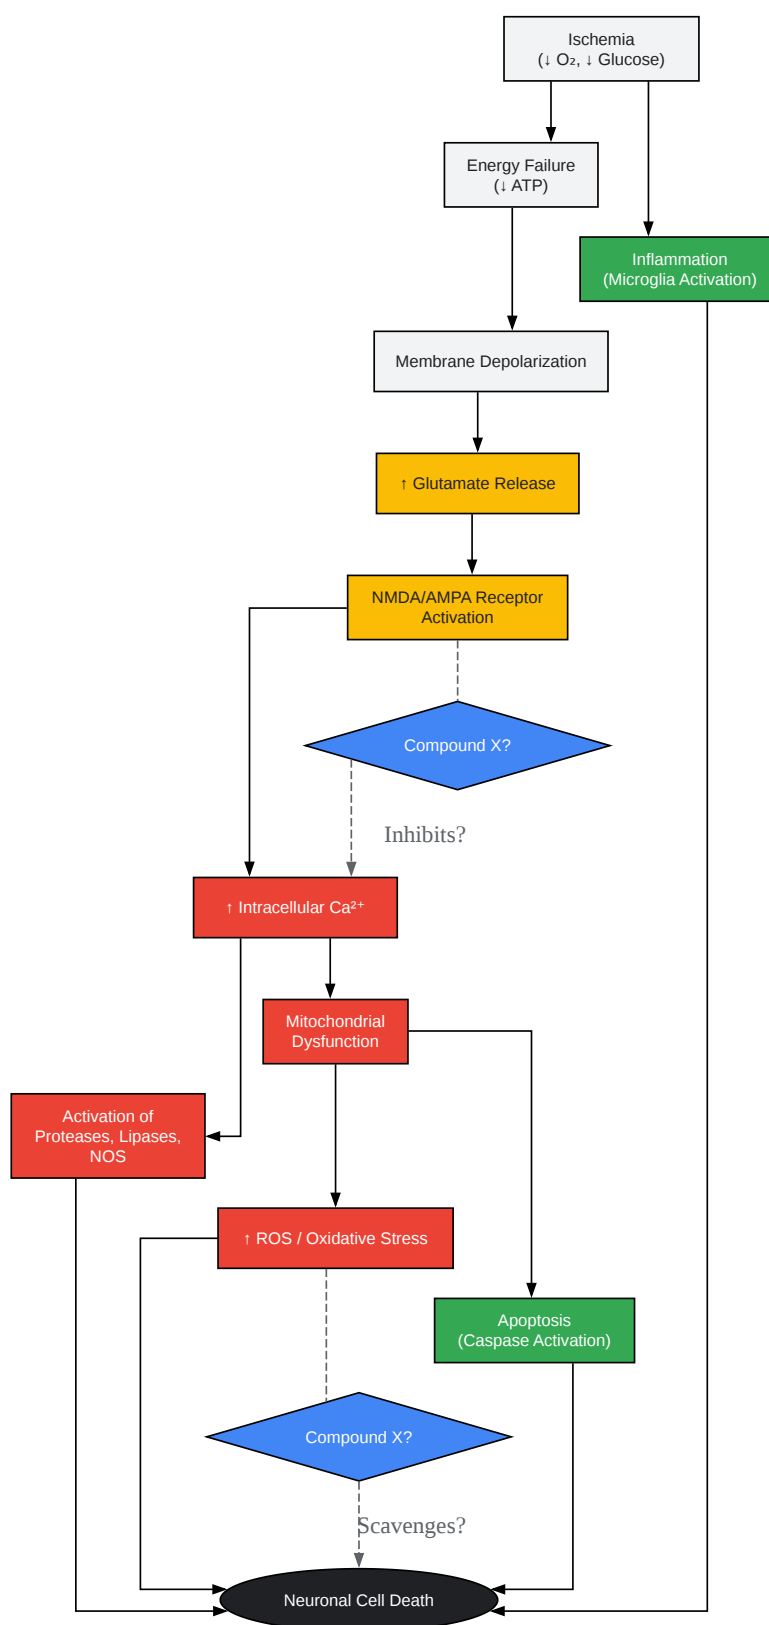 Ischemia
(↓ O₂, ↓ Glucose)
Energy Failure
(↓ ATP)
Inflammation
(Microglia Activation)
Membrane Depolarization
↑ Glutamate Release
NMDA/AMPA Receptor
Activation
Compound X?
Inhibits?
↑ Intracellular Ca²⁺
Mitochondrial
Dysfunction
Activation of
Proteases, Lipases,
NOS
↑ ROS / Oxidative Stress
Apoptosis
(Caspase Activation)
Compound X?
Scavenges?
Neuronal Cell Death